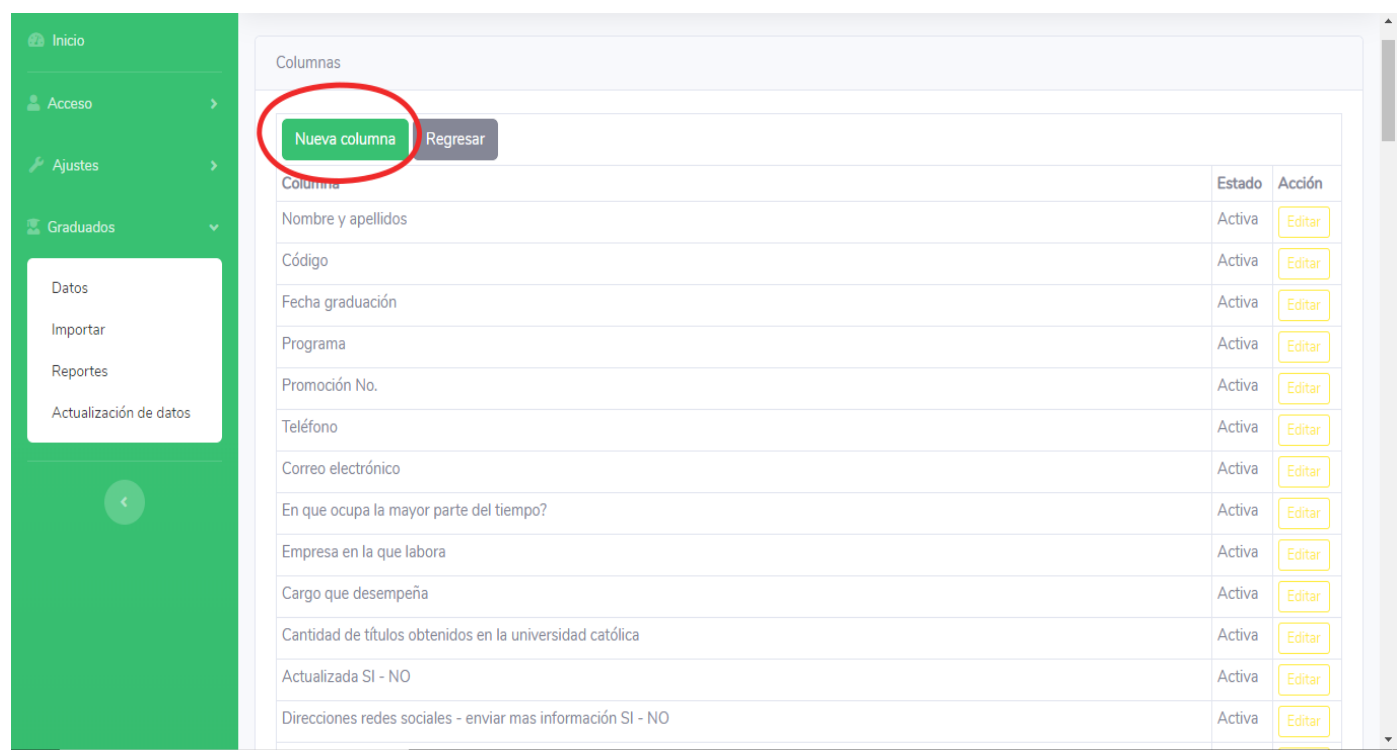 Inicio
Acceso
Ajustes
Graduados
Datos
Importar
Reportes
Actualización de datos
Columnas
Nueva columna Regresar
Columna Estado Acción
Nombre y apellidos Activa Editar
Código Activa Editar
Fecha graduación Activa Editar
Programa Activa Editar
Promoción No. Activa Editar
Teléfono Activa Editar
Correo electrónico Activa Editar
En que ocupa la mayor parte del tiempo? Activa Editar
Empresa en la que labora Activa Editar
Cargo que desempeña Activa Editar
Cantidad de títulos obtenidos en la universidad católica Activa Editar
Actualizada SI - NO Activa Editar
Direcciones redes sociales - enviar mas información SI - NO Activa Editar